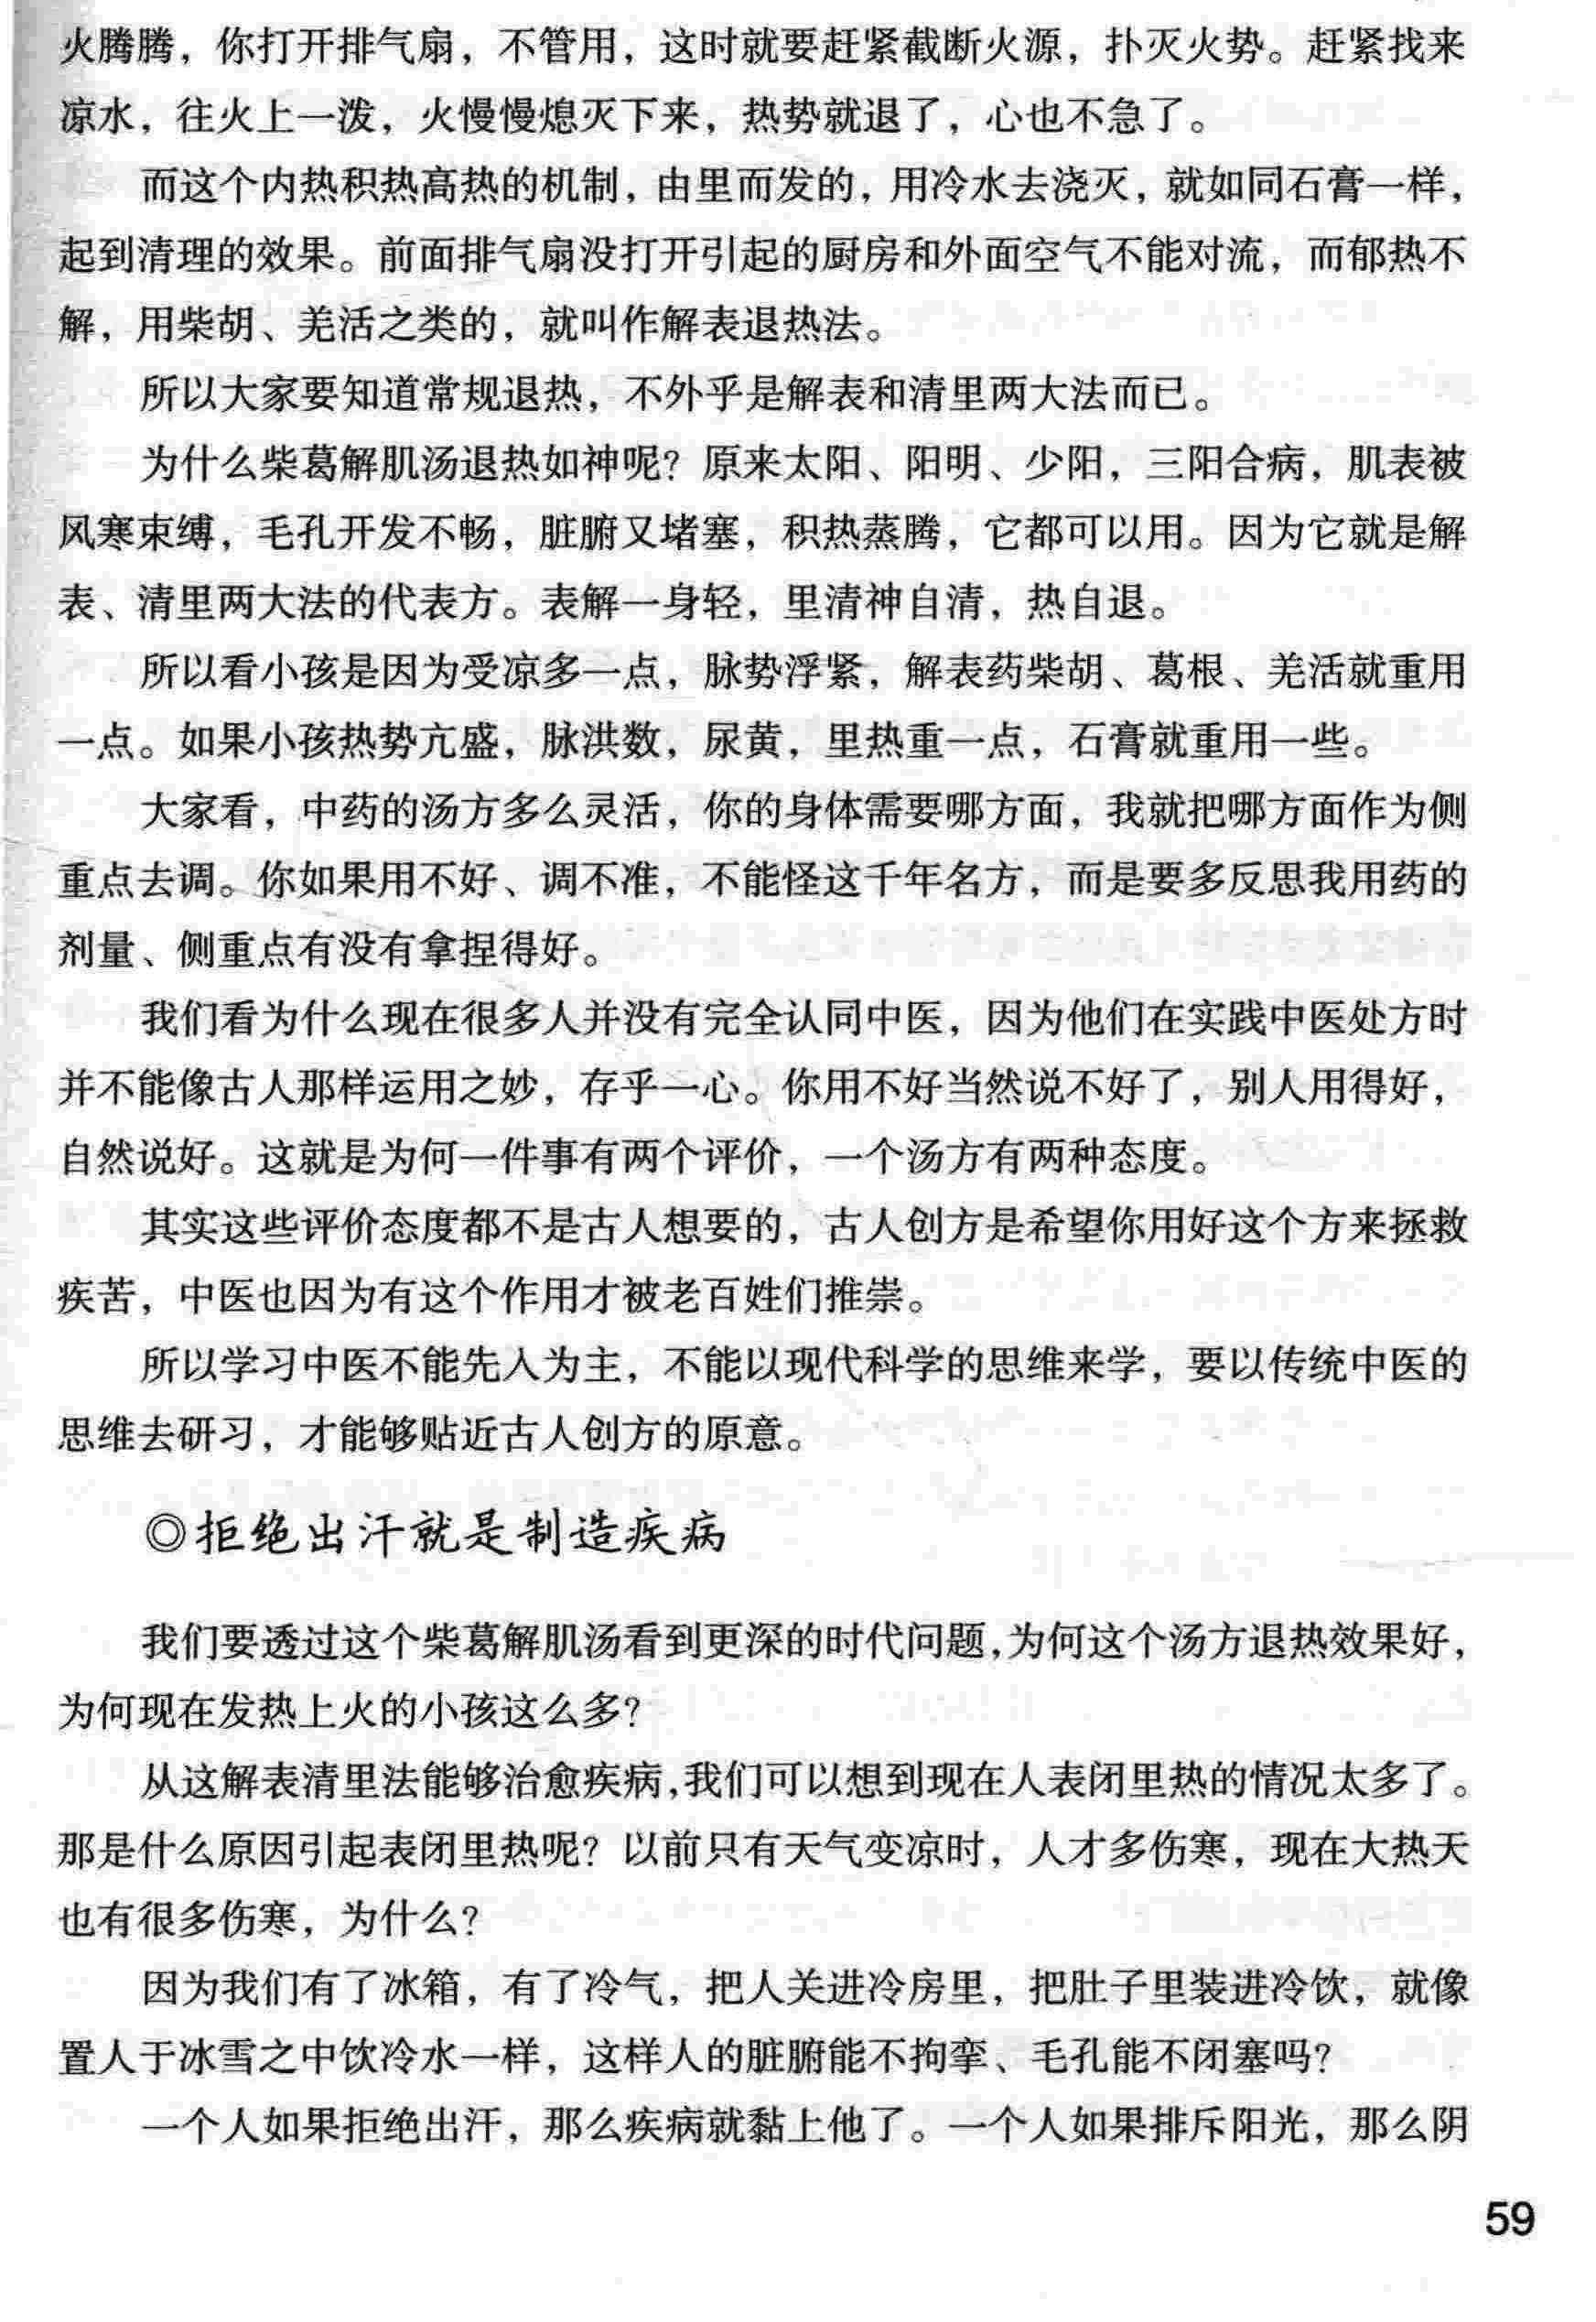 火腾腾，你打开排气扇，不管用，这时就要赶紧截断火源，扑灭火势。赶紧找来
凉水，往火上一泼，火慢慢熄灭下来，热势就退了，心也不急了。
而这个内热积热高热的机制，由里而发的，用冷水去浇灭，就如同石膏一样，
起到清理的效果。前面排气扇没打开引起的厨房和外面空气不能对流，而郁热不
解，用柴胡、羌活之类的，就叫作解表退热法。
所以大家要知道常规退热，不外乎是解表和清里两大法而已。
为什么柴葛解肌汤退热如神呢？原来太阳、阳明、少阳，三阳合病，肌表被
风寒束缚，毛孔开发不畅，脏腑又堵塞，积热蒸腾，它都可以用。因为它就是解
表、清里两大法的代表方。表解一身轻，里清神自清，热自退。
所以看小孩是因为受凉多一点，脉势浮紧，解表药柴胡、葛根、羌活就重用
一点。如果小孩热势亢盛，脉洪数，尿黄，里热重一点，石膏就重用一些。
大家看，中药的汤方多么灵活，你的身体需要哪方面，我就把哪方面作为侧
重点去调。你如果用不好、调不准，不能怪这千年名方，而是要多反思我用药的
剂量、侧重点有没有拿捏得好。
我们看为什么现在很多人并没有完全认同中医，因为他们在实践中医处方时
并不能像古人那样运用之妙，存乎一心。你用不好当然说不好了，别人用得好，
自然说好。这就是为何一件事有两个评价，一个汤方有两种态度。
其实这些评价态度都不是古人想要的，古人创方是希望你用好这个方来拯救
疾苦，中医也因为有这个作用才被老百姓们推崇。
所以学习中医不能先入为主，不能以现代科学的思维来学，要以传统中医的
思维去研习，才能够贴近古人创方的原意。
◎拒绝出汗就是制造疾病
我们要透过这个柴葛解肌汤看到更深的时代问题，为何这个汤方退热效果好，
为何现在发热上火的小孩这么多？
从这解表清里法能够治愈疾病，我们可以想到现在人表闭里热的情况太多了。
那是什么原因引起表闭里热呢？以前只有天气变凉时，人才多伤寒，现在大热天
也有很多伤寒，为什么？
因为我们有了冰箱，有了冷气，把人关进冷房里，把肚子里装进冷饮，就像
置人于冰雪之中饮冷水一样，这样人的脏腑能不拘挛、毛孔能不闭塞吗？
一个人如果拒绝出汗，那么疾病就黏上他了。一个人如果排斥阳光，那么阴
59